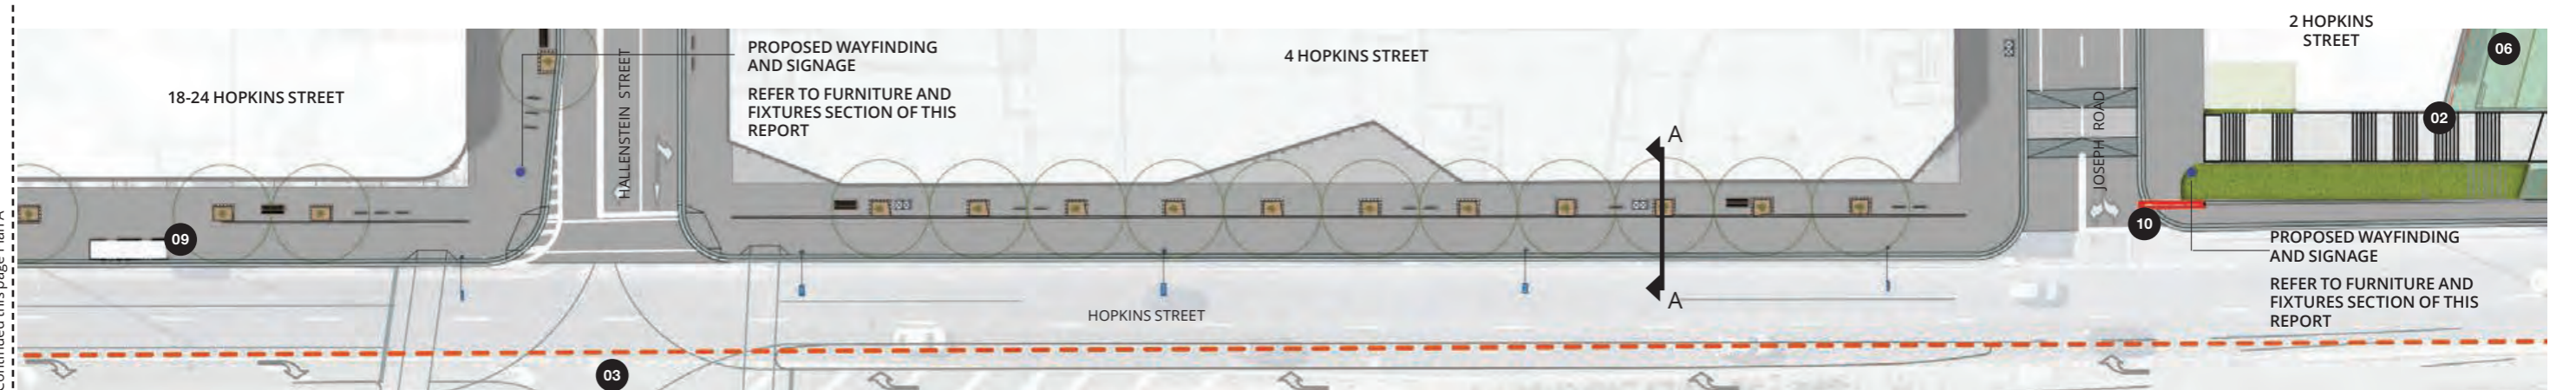 2 HOPKINS
STREET
06
PROPOSED WAYFINDING
AND SIGNAGE
REFER TO FURNITURE AND
FIXTURES SECTION OF THIS
REPORT
4 HOPKINS STREET
18-24 HOPKINS STREET
HALLENSTEIN STREET
JOSEPH ROAD
02
A
A
09
10
PROPOSED WAYFINDING
AND SIGNAGE
REFER TO FURNITURE AND
FIXTURES SECTION OF THIS
REPORT
HOPKINS STREET
03